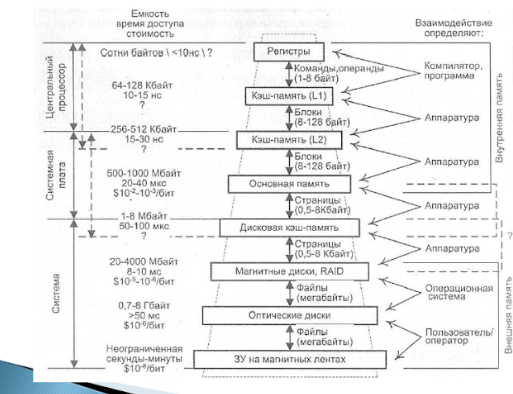 Емкость
время доступа
стоимость
Взаимодействие
определяют:
Сотни байтов \ <10нс \ ?
Регистры
Команды,операнды
(1-8 байт)
Компилятор,
программа
64-128 Кбайт
10-15 нс
?
Кэш-память (L1)
Аппаратура
Блоки
(8-128 байт)
256-512 Кбайт
15-30 нс
?
Кэш-память (L2)
Аппаратура
Блоки
(8-128 байт)
500-1000 Мбайт
20-40 мкс
$10⁻²-10⁻³/бит
Основная память
Аппаратура
Страницы
(0,5-8Кбайт)
1-8 Мбайт
50-100 мкс
?
Дисковая кэш-память
Аппаратура
Страницы
(0,5-8 Кбайт)
20-4000 Мбайт
8-10 мс
$10⁻⁵-10⁻⁶/бит
Магнитные диски, RAID
Операционная
система
Файлы
(мегабайты)
0,7-8 Гбайт
>50 мс
$10⁻⁶/бит
Оптические диски
Пользователь/
оператор
Файлы
(мегабайты)
Неограниченная
секунды-минуты
$10⁻⁸/бит
ЗУ на магнитных лентах
Центральный
процессор
Системная
плата
Система
Внутренняя память
?
Внешняя память